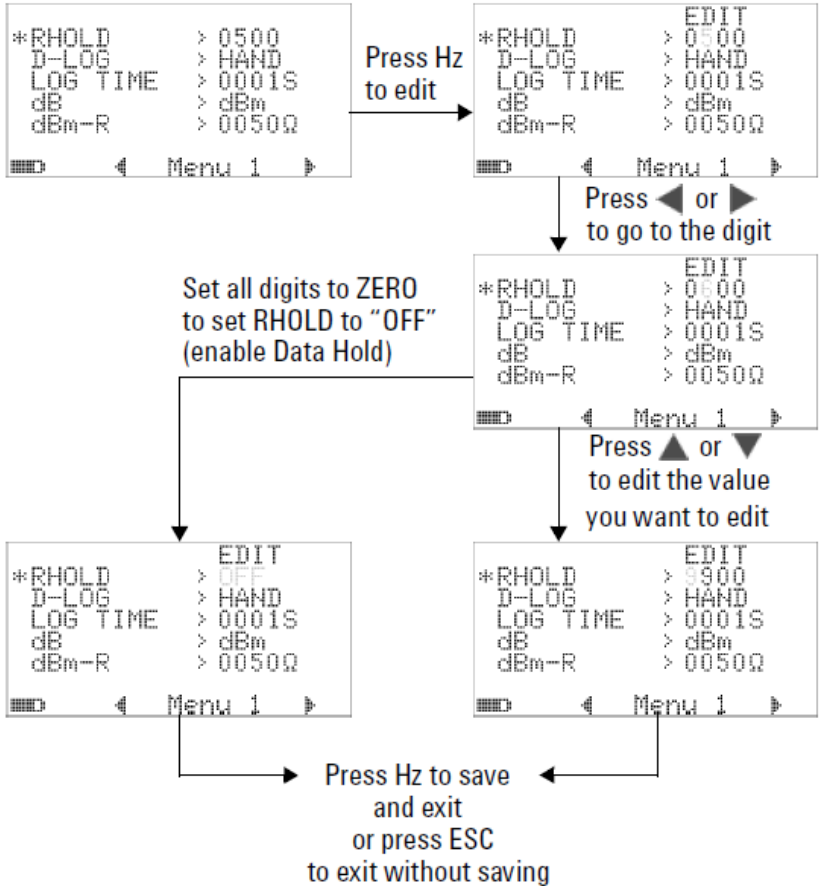 *RHOLD > 0500
D-LOG > HAND
LOG TIME > 0001S
dB > dBm
dBm-R > 0050Ω
Menu 1
Press Hz
to edit
EDIT
*RHOLD > 0500
D-LOG > HAND
LOG TIME > 0001S
dB > dBm
dBm-R > 0050Ω
Menu 1
Press ◀ or ▶
to go to the digit
EDIT
*RHOLD > 0600
D-LOG > HAND
LOG TIME > 0001S
dB > dBm
dBm-R > 0050Ω
Menu 1
Set all digits to ZERO
to set RHOLD to “OFF”
(enable Data Hold)
Press ▲ or ▼
to edit the value
you want to edit
EDIT
*RHOLD > OFF
D-LOG > HAND
LOG TIME > 0001S
dB > dBm
dBm-R > 0050Ω
Menu 1
EDIT
*RHOLD > 9900
D-LOG > HAND
LOG TIME > 0001S
dB > dBm
dBm-R > 0050Ω
Menu 1
Press Hz to save
and exit
or press ESC
to exit without saving